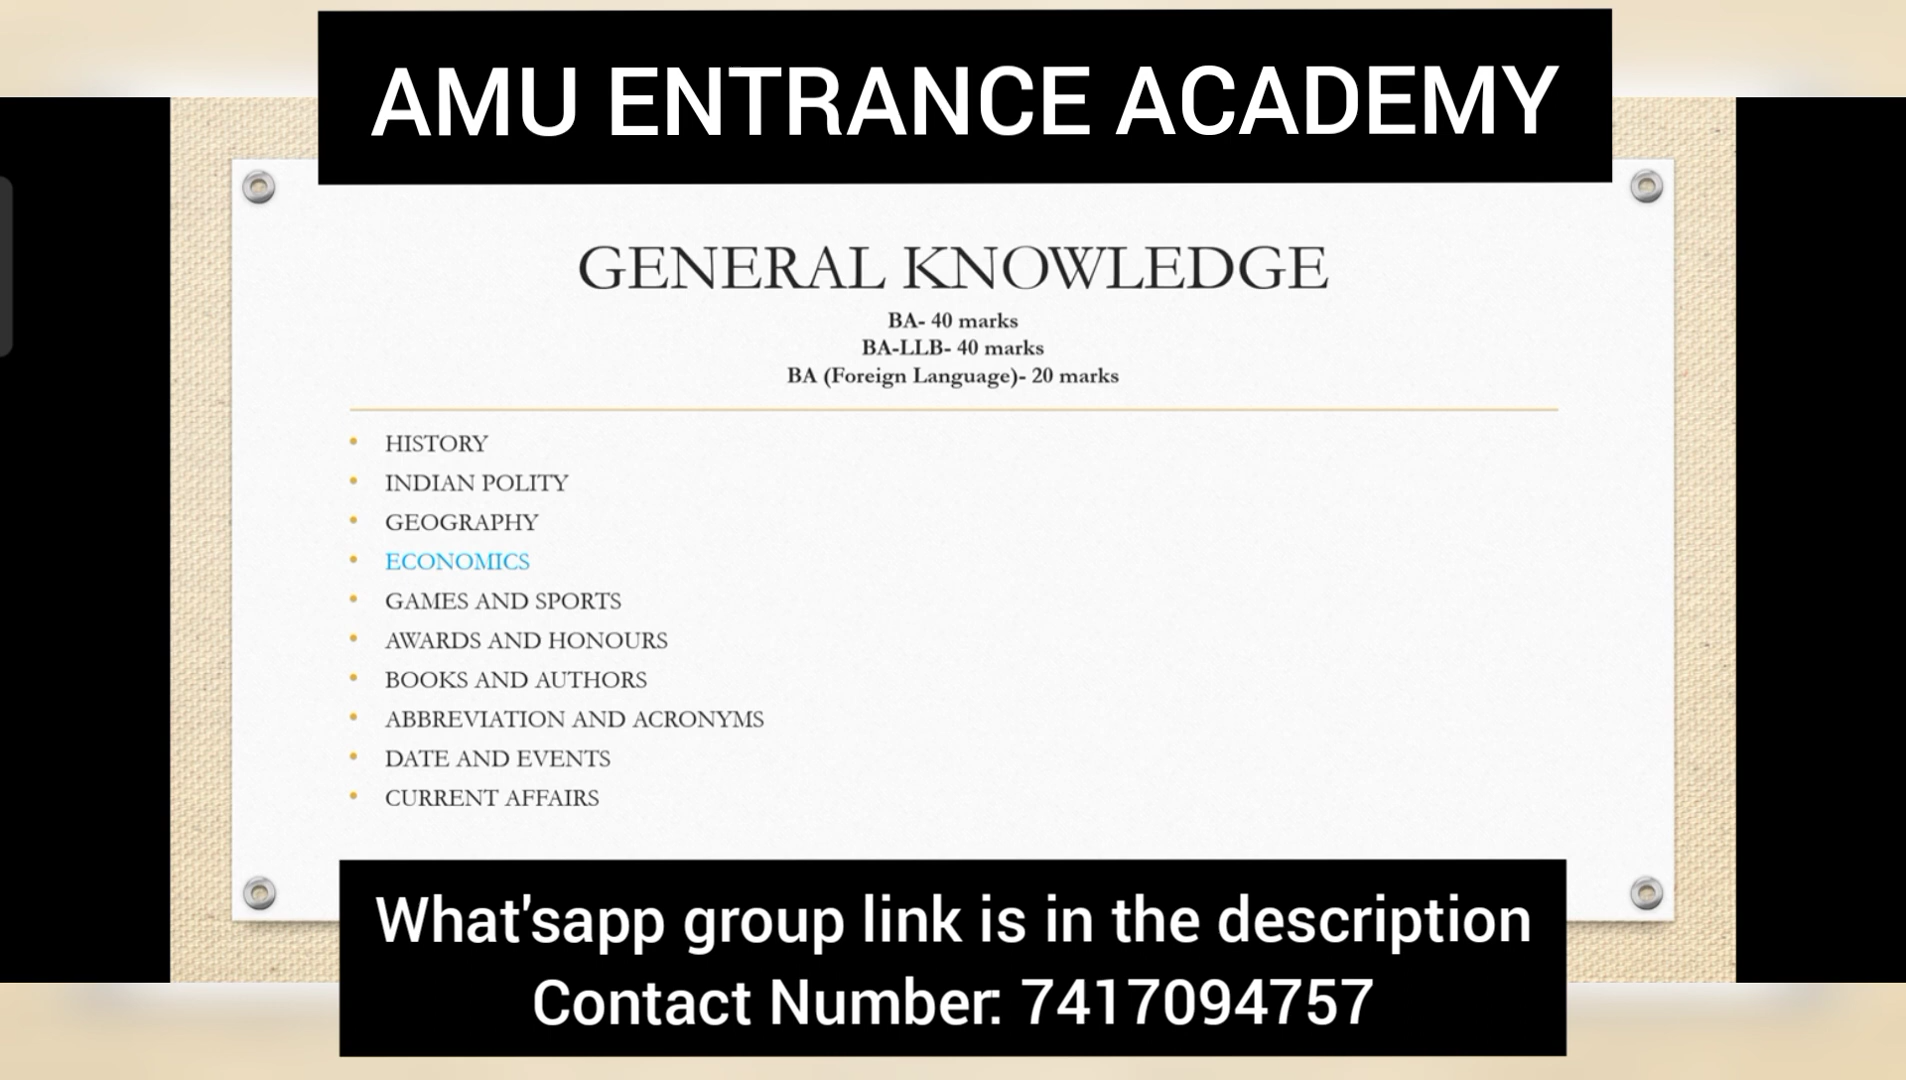 AMU ENTRANCE ACADEMY
GENERAL KNOWLEDGE
BA- 40 marks
BA-LLB- 40 marks
BA (Foreign Language)- 20 marks
• HISTORY
• INDIAN POLITY
• GEOGRAPHY
• ECONOMICS
• GAMES AND SPORTS
• AWARDS AND HONOURS
• BOOKS AND AUTHORS
• ABBREVIATION AND ACRONYMS
• DATE AND EVENTS
• CURRENT AFFAIRS
What'sapp group link is in the description
Contact Number: 7417094757